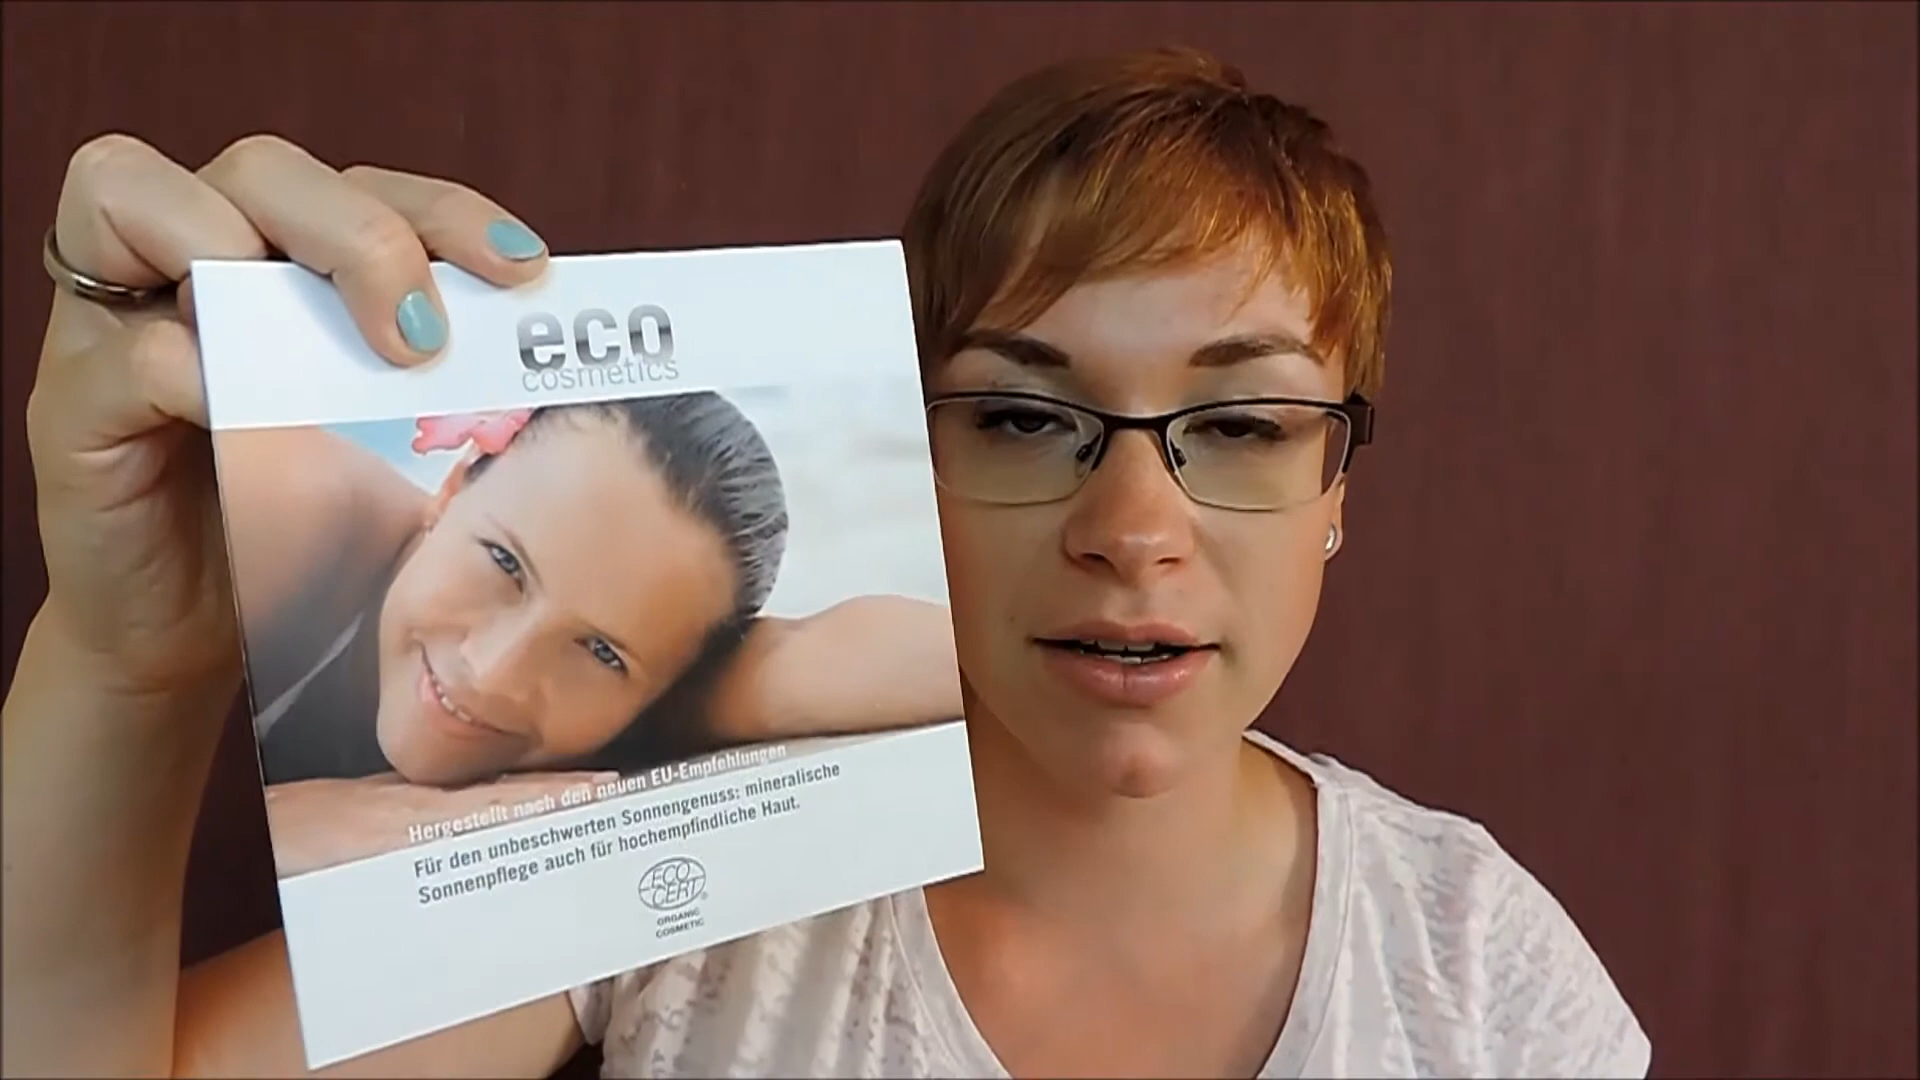 eco
cosmetics
Hergestellt nach den neuen EU-Empfehlungen
Für den unbeschwerten Sonnengenuss: mineralische
Sonnenpflege auch für hochempfindliche Haut.
ECO
CERT
®
ORGANIC
COSMETIC